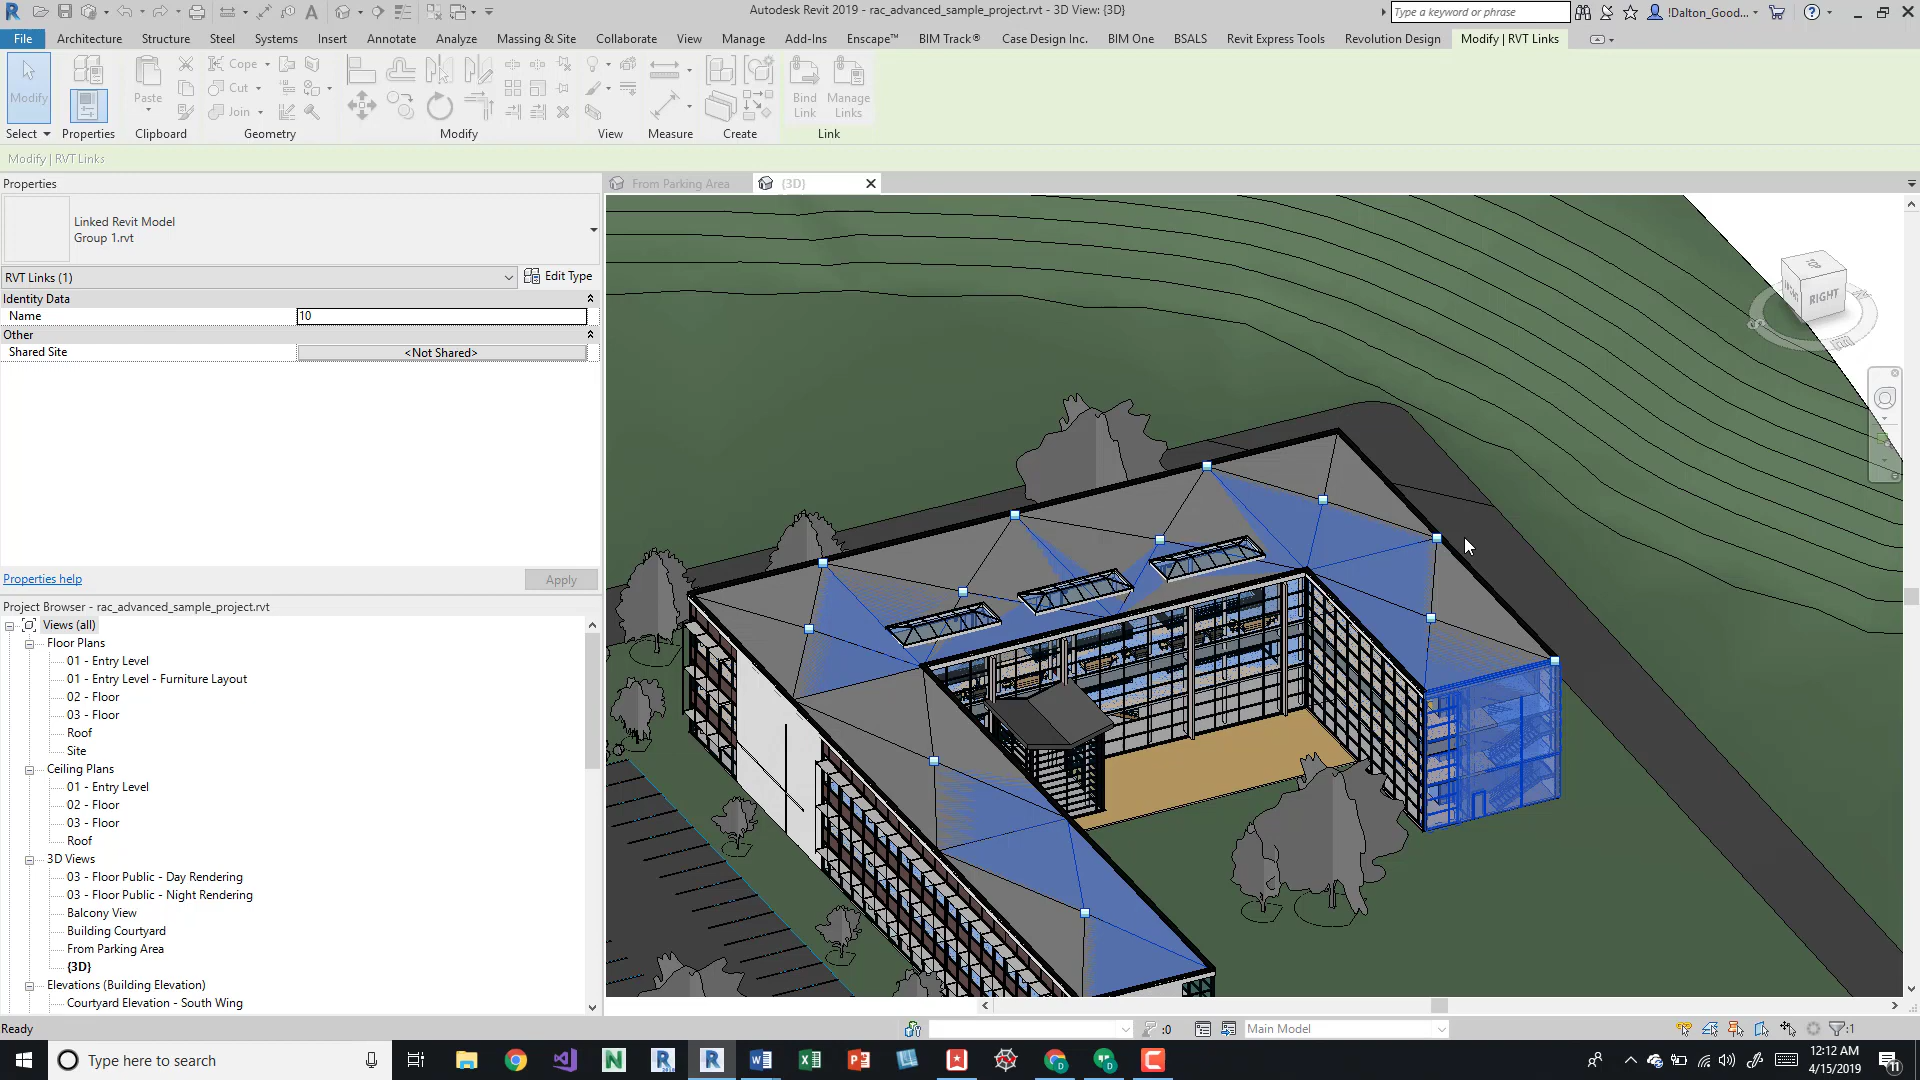 Autodesk Revit 2019 - rac_advanced_sample_project.rvt - 3D View: {3D}
Type a keyword or phrase
!Dalton_Good...
File Architecture Structure Steel Systems Insert Annotate Analyze Massing & Site Collaborate View Manage Add-Ins Enscape™ BIM Track® Case Design Inc. BIM One BSALS Revit Express Tools Revolution Design Modify | RVT Links
Modify
Paste
Cope
Cut
Join
Bind Link
Manage Links
Select Properties Clipboard Geometry Modify View Measure Create Link
Modify | RVT Links
Properties
From Parking Area
{3D}
Linked Revit Model
Group 1.rvt
RVT Links (1)
Edit Type
Identity Data
Name 10
Other
Shared Site <Not Shared>
TOP
RIGHT
Properties help
Apply
Project Browser - rac_advanced_sample_project.rvt
Views (all)
Floor Plans
01 - Entry Level
01 - Entry Level - Furniture Layout
02 - Floor
03 - Floor
Roof
Site
Ceiling Plans
01 - Entry Level
02 - Floor
03 - Floor
Roof
3D Views
03 - Floor Public - Day Rendering
03 - Floor Public - Night Rendering
Balcony View
Building Courtyard
From Parking Area
{3D}
Elevations (Building Elevation)
Courtyard Elevation - South Wing
Ready
:0
Main Model
:1
Type here to search
12:12 AM
4/15/2019
11